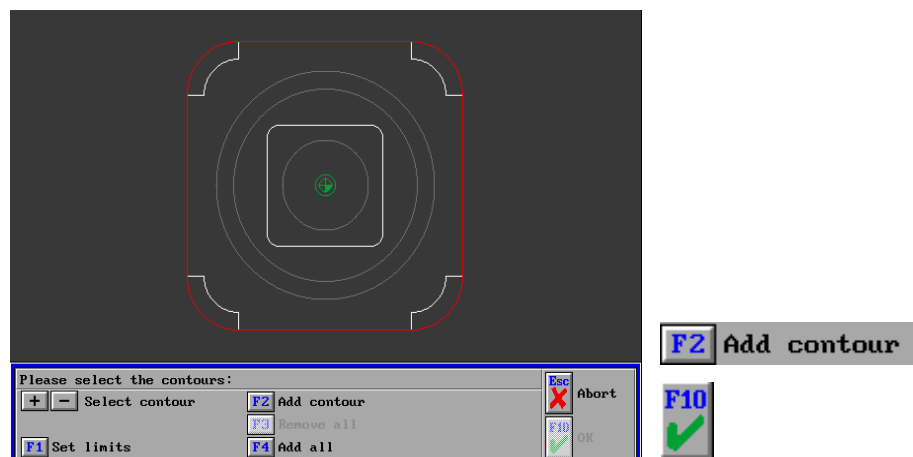 Please select the contours:
+ - Select contour
F2 Add contour
F3 Remove all
F1 Set limits
F4 Add all
Esc Abort
F10 OK
F2 Add contour
F10